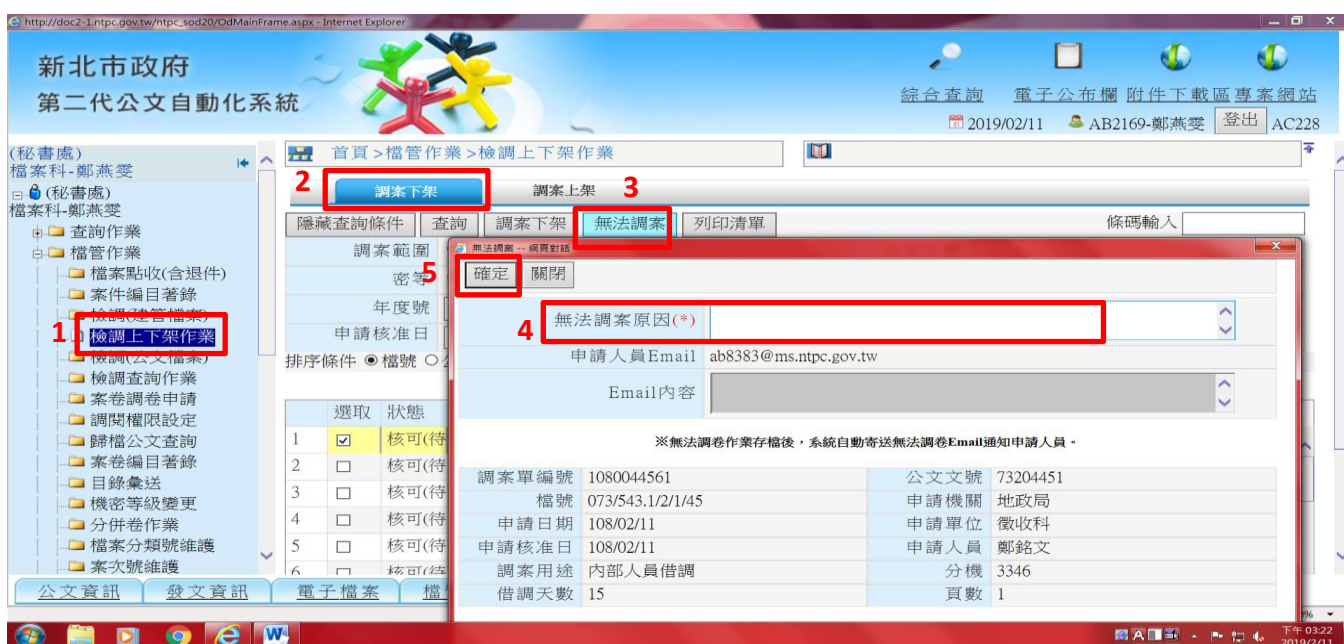 http://doc2-1.ntpc.gov.tw/ntpc_sod20/OdMainFrame.aspx - Internet Explorer
新北市政府
第二代公文自動化系統
綜合查詢 電子公布欄 附件下載區 專案網站
2019/02/11 AB2169-鄭燕雯 登出 AC228
(秘書處)
檔案科-鄭燕雯
(秘書處)
檔案科-鄭燕雯
查詢作業
檔管作業
檔案點收(含退件)
案件編目著錄
檢調(建管檔案)
1 檢調上下架作業
檢調(公文檔案)
檢調查詢作業
案卷調卷申請
調閱權限設定
歸檔公文查詢
案卷編目著錄
目錄彙送
機密等級變更
分併卷作業
檔案分類號維護
案次號維護
首頁>檔管作業>檢調上下架作業
2 調案下架 調案上架 3
隱藏查詢條件 查詢 調案下架 無法調案 列印清單 條碼輸入
調案範圍
密等
年度號
申請核准日
排序條件 檔號
選取 狀態
1 核可(待
2 核可(待
3 核可(待
4 核可(待
5 核可(待
6 核可(待
無法調案 -- 網頁對話
5 確定 關閉
4 無法調案原因(*)
申請人員Email ab8383@ms.ntpc.gov.tw
Email內容
※無法調卷作業存檔後，系統自動寄送無法調卷Email通知申請人員。
調案單編號 1080044561 公文文號 73204451
檔號 073/543.1/2/1/45 申請機關 地政局
申請日期 108/02/11 申請單位 徵收科
申請核准日 108/02/11 申請人員 鄭銘文
調案用途 內部人員借調 分機 3346
借調天數 15 頁數 1
公文資訊 發文資訊 電子檔案
下午 03:22
2019/2/11